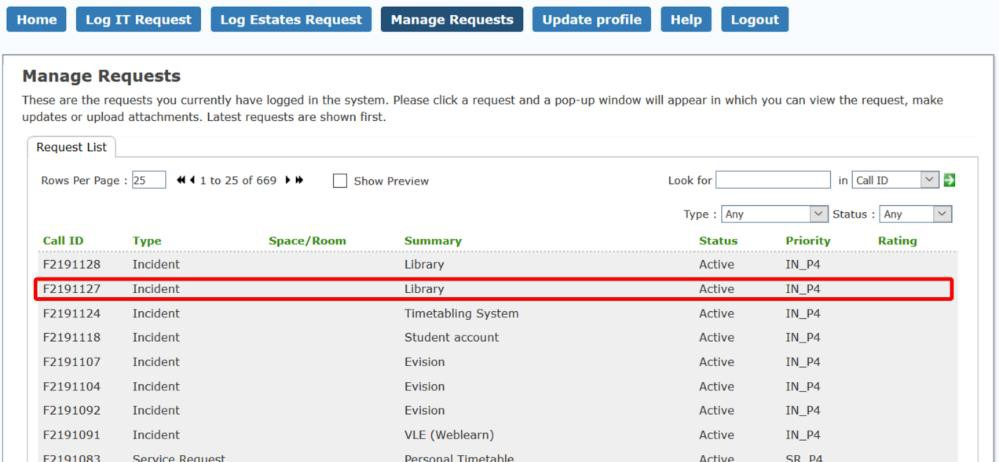 Home Log IT Request Log Estates Request Manage Requests Update profile Help Logout
Manage Requests
These are the requests you currently have logged in the system. Please click a request and a pop-up window will appear in which you can view the request, make
updates or upload attachments. Latest requests are shown first.
Request List
Rows Per Page : 25 1 to 25 of 669 Show Preview Look for in Call ID
Type : Any Status : Any
Call ID Type Space/Room Summary Status Priority Rating
F2191128 Incident Library Active IN_P4
F2191127 Incident Library Active IN_P4
F2191124 Incident Timetabling System Active IN_P4
F2191118 Incident Student account Active IN_P4
F2191107 Incident Evision Active IN_P4
F2191104 Incident Evision Active IN_P4
F2191092 Incident Evision Active IN_P4
F2191091 Incident VLE (Weblearn) Active IN_P4
F2191083 Service Request Personal Timetable Active SR_P4